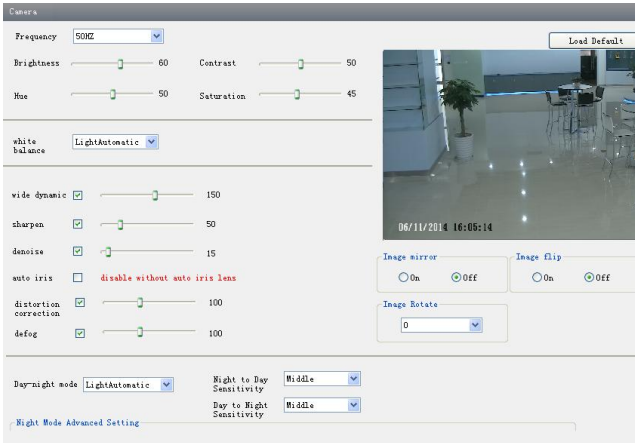 Camera
Frequency 50HZ
Load Default
Brightness 60 Contrast 50
Hue 50 Saturation 45
white balance LightAutomatic
wide dynamic 150
sharpen 50
denoise 15
auto iris disable without auto iris lens
distortion correction 100
defog 100
06/11/2014 16:05:14
Image mirror
On Off
Image flip
On Off
Image Rotate
0
Day-night mode LightAutomatic
Night to Day Sensitivity Middle
Day to Night Sensitivity Middle
Night Mode Advanced Setting